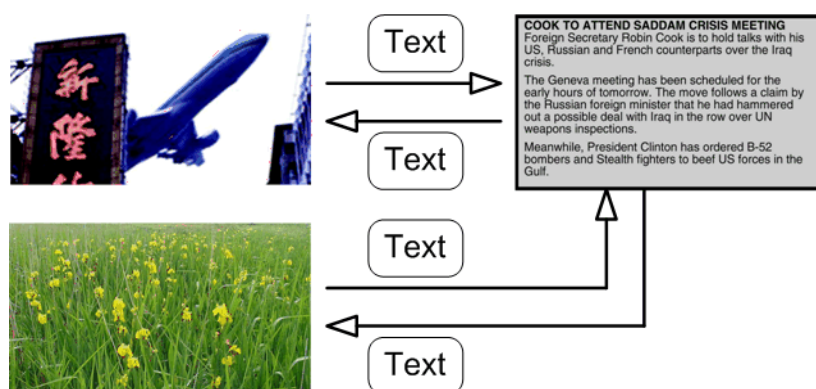 新
隆
Text
Text
Text
Text
COOK TO ATTEND SADDAM CRISIS MEETING
Foreign Secretary Robin Cook is to hold talks with his
US, Russian and French counterparts over the Iraq
crisis.
The Geneva meeting has been scheduled for the
early hours of tomorrow. The move follows a claim by
the Russian foreign minister that he had hammered
out a possible deal with Iraq in the row over UN
weapons inspections.
Meanwhile, President Clinton has ordered B-52
bombers and Stealth fighters to beef US forces in the
Gulf.